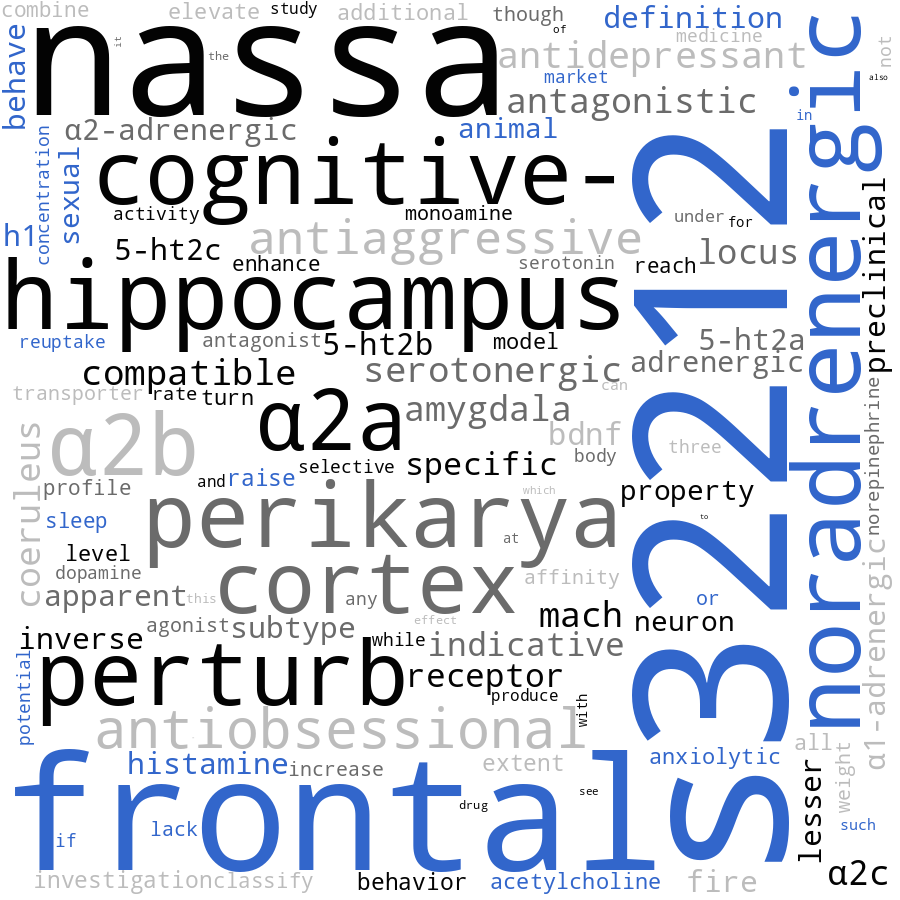 combine
elevate
study
additional
though
definition
nassa
it
the
of
medicine
not
behave
antidepressant
market
also
antagonistic
in
noradrenergic
α2-adrenergic
animal
concentration
sexual
cognitive-
s32212
activity
monoamine
under
for
preclinical
h1
5-ht2c
antiaggressive
locus
enhance
serotonin
reach
hippocampus
reuptake
antagonist
5-ht2b
model
5-ht2a
compatible
serotonergic
adrenergic
can
transporter
rate
turn
α2a
amygdala
norepinephrine
α2b
bdnf
three
coeruleus
selective
specific
body
profile
and
raise
perikarya
which
property
sleep
at
to
level
dopamine
cortex
affinity
α1-adrenergic
apparent
this
any
or
effect
mach
neuron
inverse
agonist
subtype
while
indicative
potential
perturb
receptor
produce
with
antiobsessional
frontal
histamine
increase
extent
anxiolytic
all
weight
lesser
drug
see
if
lack
such
investigation
classify
behavior
acetylcholine
fire
α2c